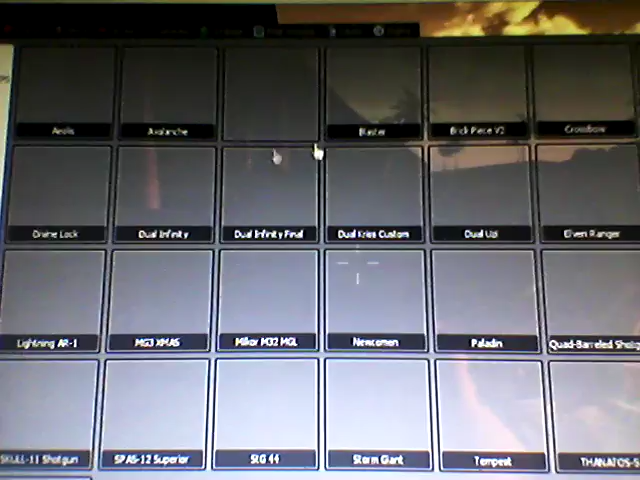 Aeolis
Avalanche
Blaster
Brick Piece V2
Crossbow
Drane Lock
Dual Infinity
Dual Infinity Final
Dual Kriss Custom
Dual Uzi
Elven Ranger
Lightning AR-1
MG3 XMAS
Milkor M32 MGL
Newcomen
Paladin
Quad-Barreled Shotg
SKULL-11 Shotgun
SPAS-12 Superior
StG 44
Storm Giant
Tempest
THANATOS-5